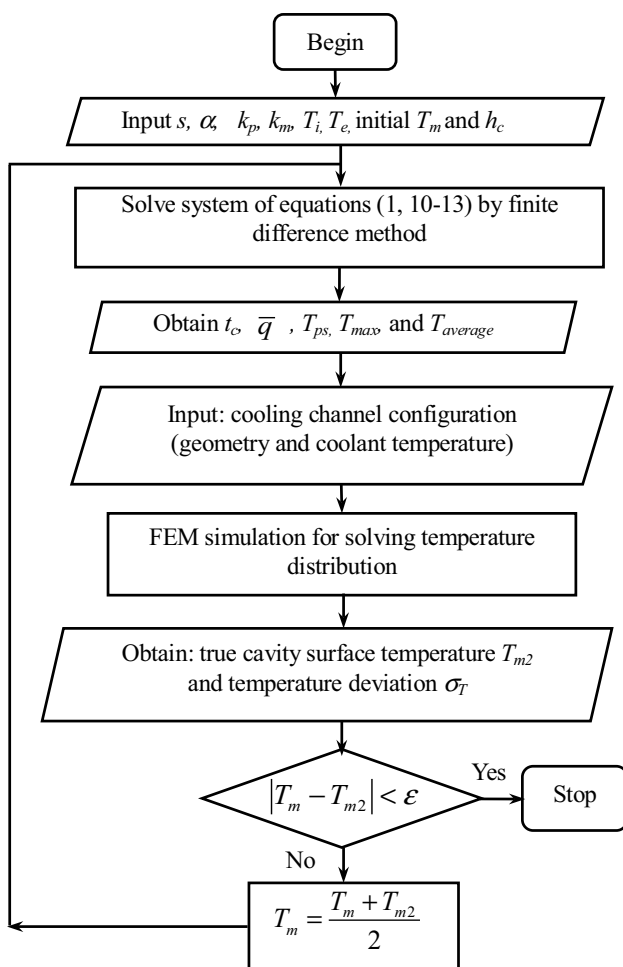 Begin
Input s, α, k_p, k_m, T_i, T_e, initial T_m and h_c
Solve system of equations (1, 10-13) by finite
difference method
Obtain t_c, q̅ , T_ps, T_max, and T_average
Input: cooling channel configuration
(geometry and coolant temperature)
FEM simulation for solving temperature
distribution
Obtain: true cavity surface temperature T_m2
and temperature deviation σ_T
|T_m − T_m2| < ε
Yes
Stop
No
T_m = (T_m + T_m2) / 2